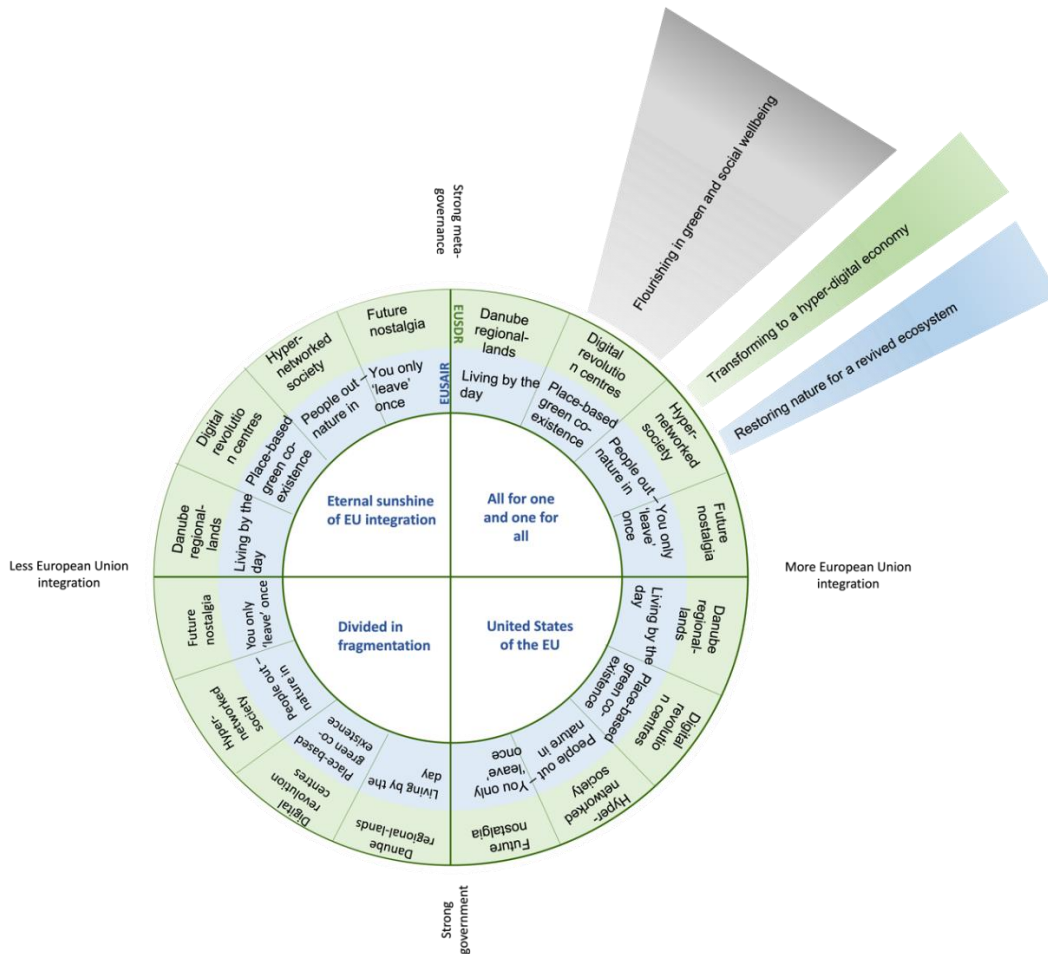 Flourishing in green and social wellbeing
Transforming to a hyper-digital economy
Restoring nature for a revived ecosystem
Strong meta-
governance
Less European Union
integration
More European Union
integration
Strong
government
EUSDR
EUSAIR
Danube
regional-
lands
Digital
revolutio
n centres
Hyper-
networked
society
Future
nostalgia
Living by the
day
Place-based
green co-
existence
People out –
nature in
You only
'leave'
once
All for one
and one for
all
Danube
regional-
lands
Digital
revolutio
n centres
Hyper-
networked
society
Future
nostalgia
Living by the
day
Place-based
green co-
existence
People out –
nature in
You only
'leave'
once
United States
of the EU
Danube
regional-lands
Digital
revolution
centres
Hyper-
networked
society
Future
nostalgia
Living by the
day
Place-based
green co-
existence
People out –
nature in
You only
'leave' once
Divided in
fragmentation
Danube
regional-
lands
Digital
revolutio
n centres
Hyper-
networked
society
Future
nostalgia
Living by the
day
Place-based
green co-
existence
People out –
nature in
You only
'leave'
once
Eternal sunshine
of EU integration